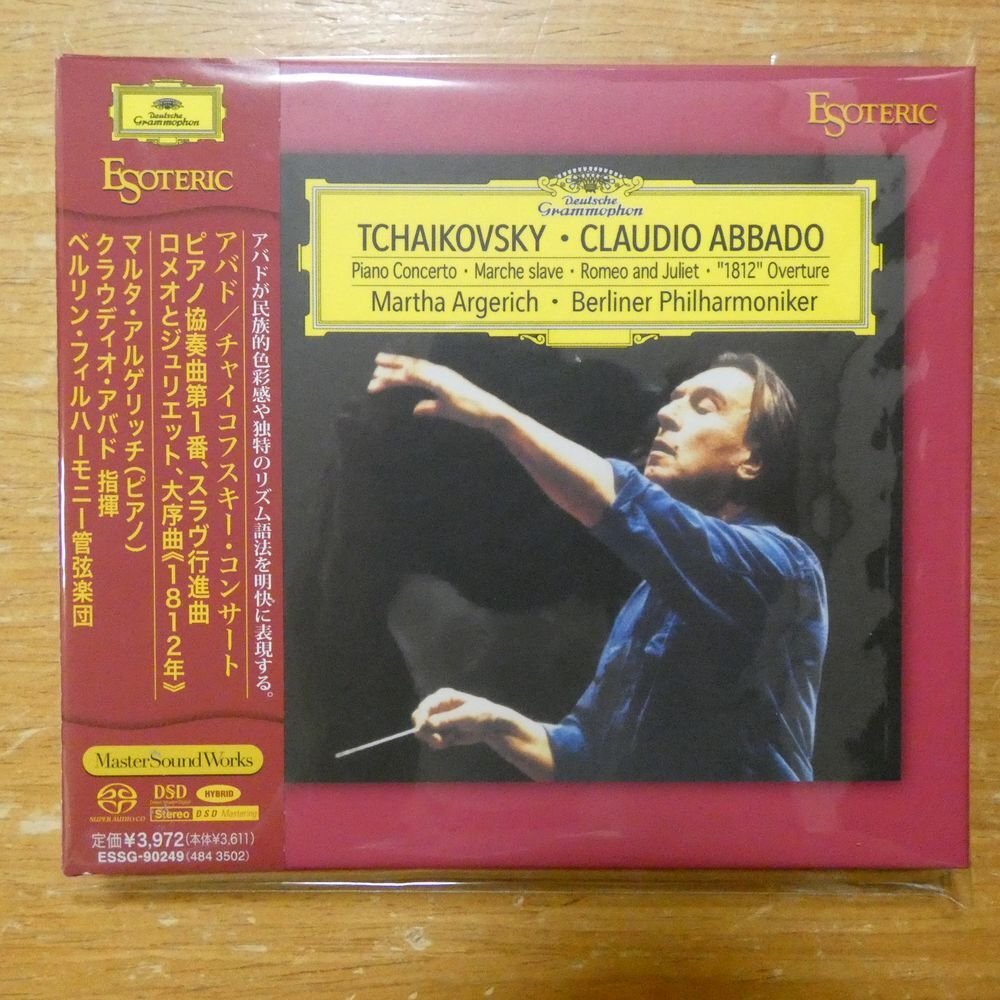 Deutsche
Grammophon
ESOTERIC
アバドが民族的色彩感や独特のリズム語法を明快に表現する。
アバド／チャイコフスキー・コンサート
ピアノ協奏曲第1番、スラヴ行進曲
ロメオとジュリエット、大序曲《1812年》
マルタ・アルゲリッチ(ピアノ)
クラウディオ・アバド 指揮
ベルリン・フィルハーモニー管弦楽団
MasterSoundWorks
SUPER AUDIO CD
DSD
Direct Stream Digital
HYBRID
Stereo DSD Mastering
定価¥3,972(本体¥3,611)
ESSG-90249(484 3502)
ESOTERIC
Deutsche
Grammophon
TCHAIKOVSKY • CLAUDIO ABBADO
Piano Concerto • Marche slave • Romeo and Juliet • "1812" Overture
Martha Argerich • Berliner Philharmoniker